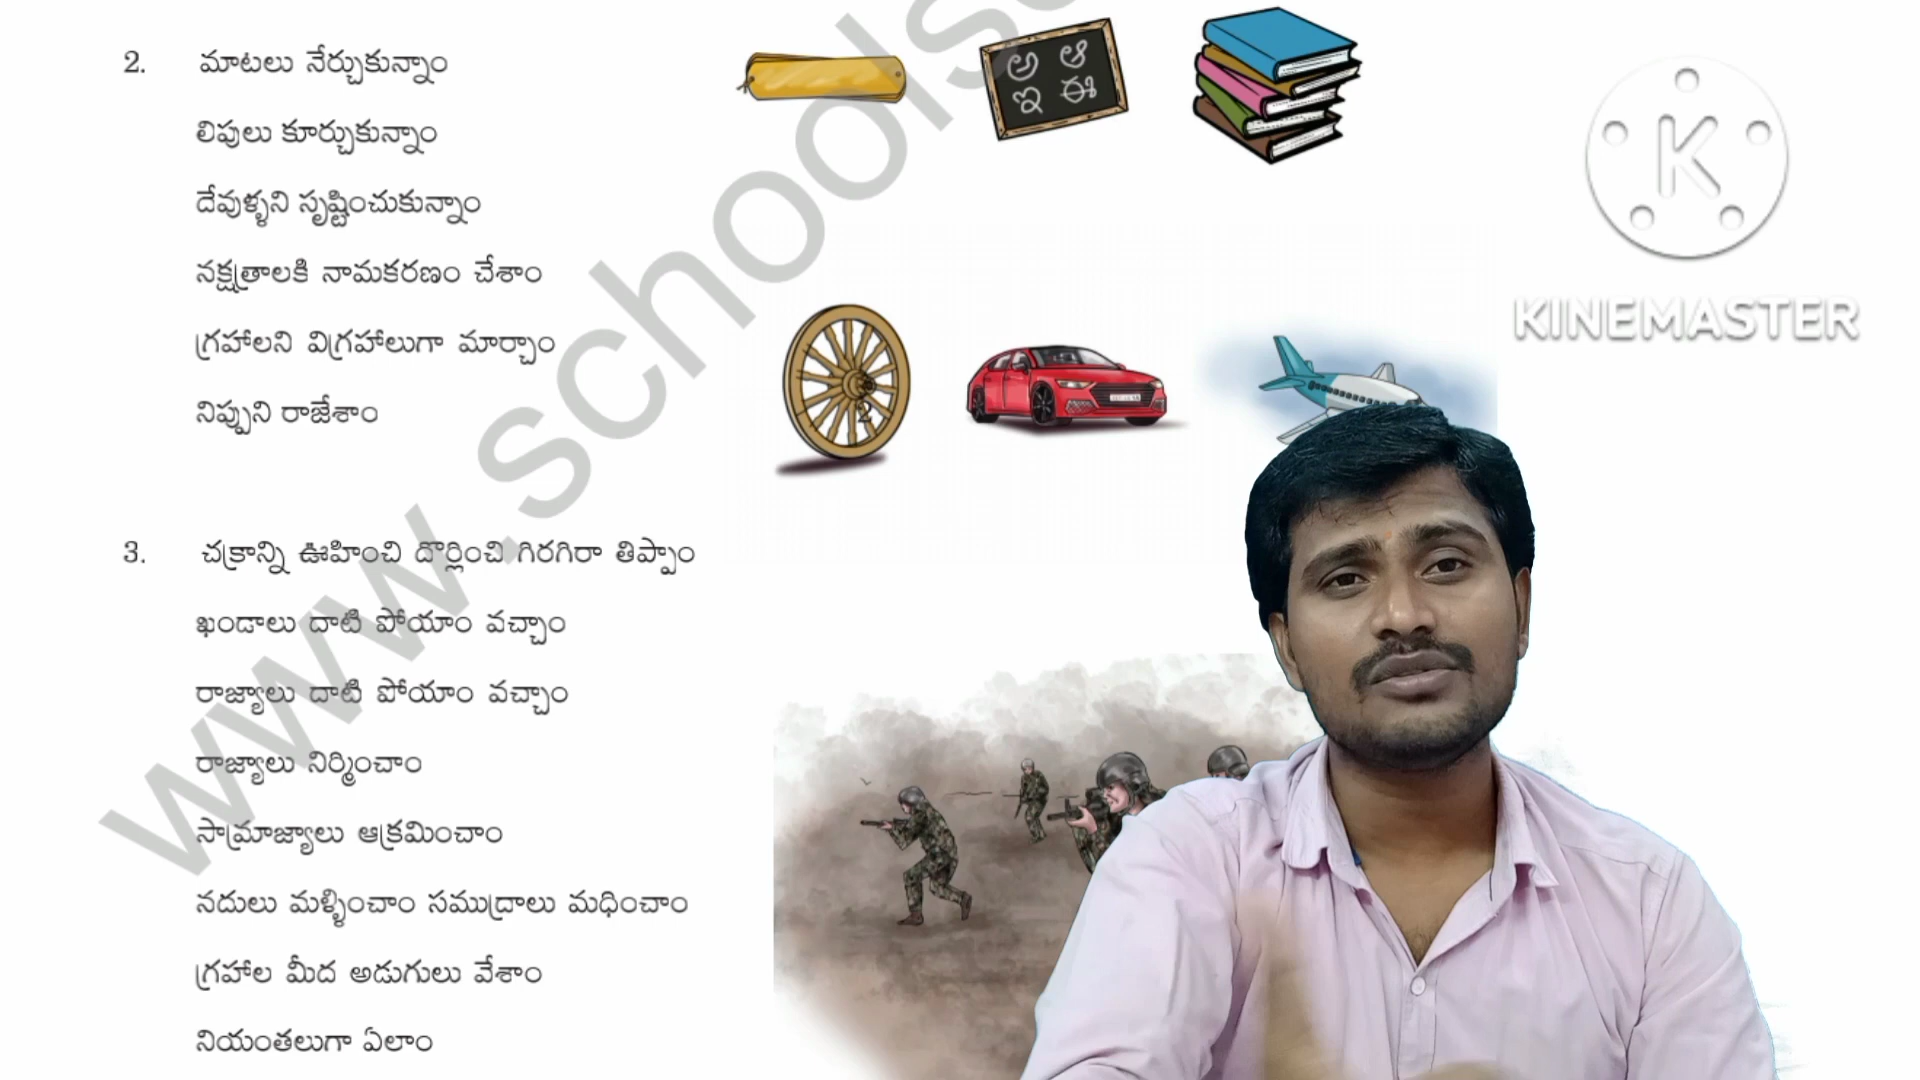 2. మాటలు నేర్చుకున్నాం
లిపులు కూర్చుకున్నాం
దేవుళ్ళని సృష్టించుకున్నాం
నక్షత్రాలకి నామకరణం చేశాం
గ్రహాలని విగ్రహాలుగా మార్చాం
నిప్పుని రాజేశాం
3. చక్రాన్ని ఊహించి దొర్లించి గిరగిరా తిప్పాం
ఖండాలు దాటి పోయాం వచ్చాం
రాజ్యాలు దాటి పోయాం వచ్చాం
రాజ్యాలు నిర్మించాం
సామ్రాజ్యాలు ఆక్రమించాం
నదులు మళ్ళించాం సముద్రాలు మధించాం
గ్రహాల మీద అడుగులు వేశాం
నియంతలుగా ఏలాం
అ ఆ
ఇ ఈ
www.schools
K
KINEMASTER